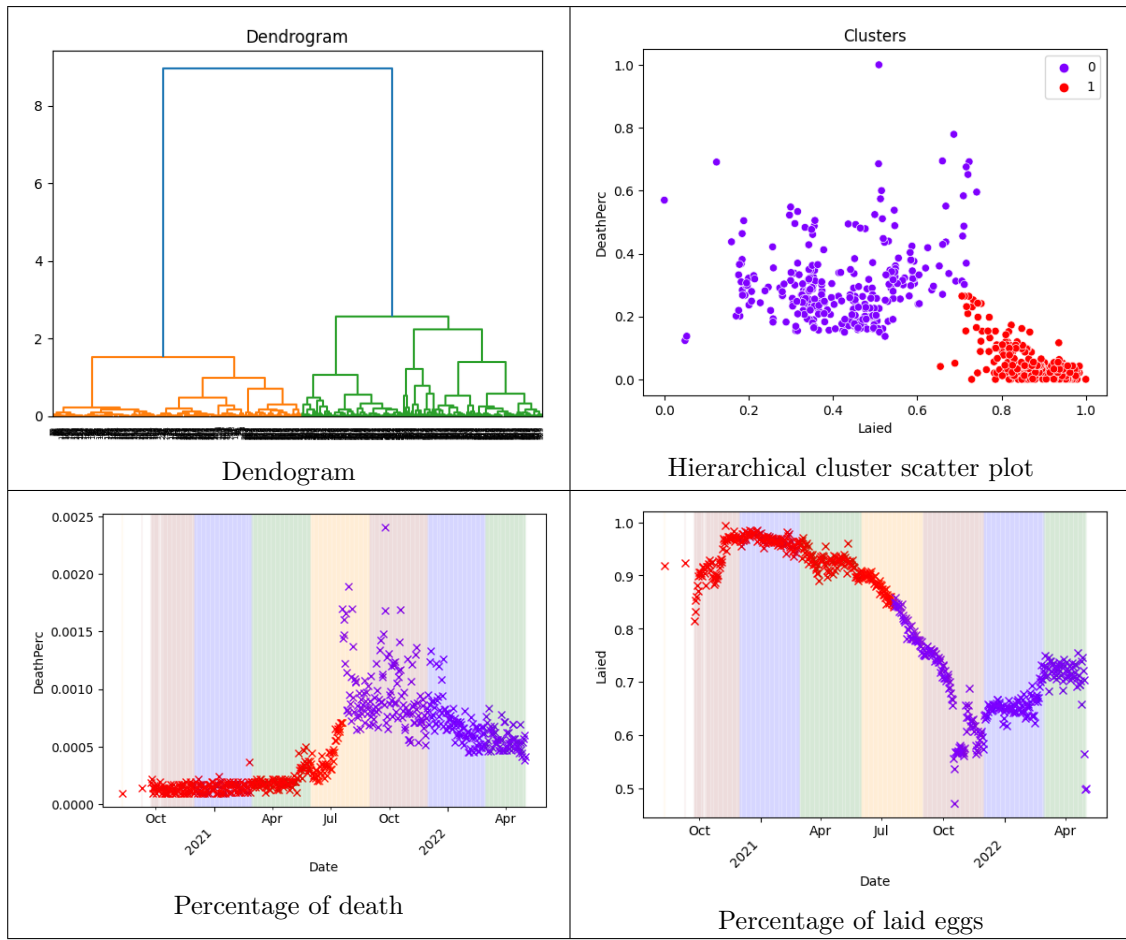 Dendrogram
8
6
4
2
0
Dendogram
Clusters
0
1
1.0
0.8
0.6
0.4
0.2
0.0
DeathPerc
0.0 0.2 0.4 0.6 0.8 1.0
Laied
Hierarchical cluster scatter plot
0.0025
0.0020
0.0015
0.0010
0.0005
0.0000
DeathPerc
Oct 2021 Apr Jul Oct 2022 Apr
Date
Percentage of death
1.0
0.9
0.8
0.7
0.6
0.5
Laied
Oct 2021 Apr Jul Oct 2022 Apr
Date
Percentage of laid eggs